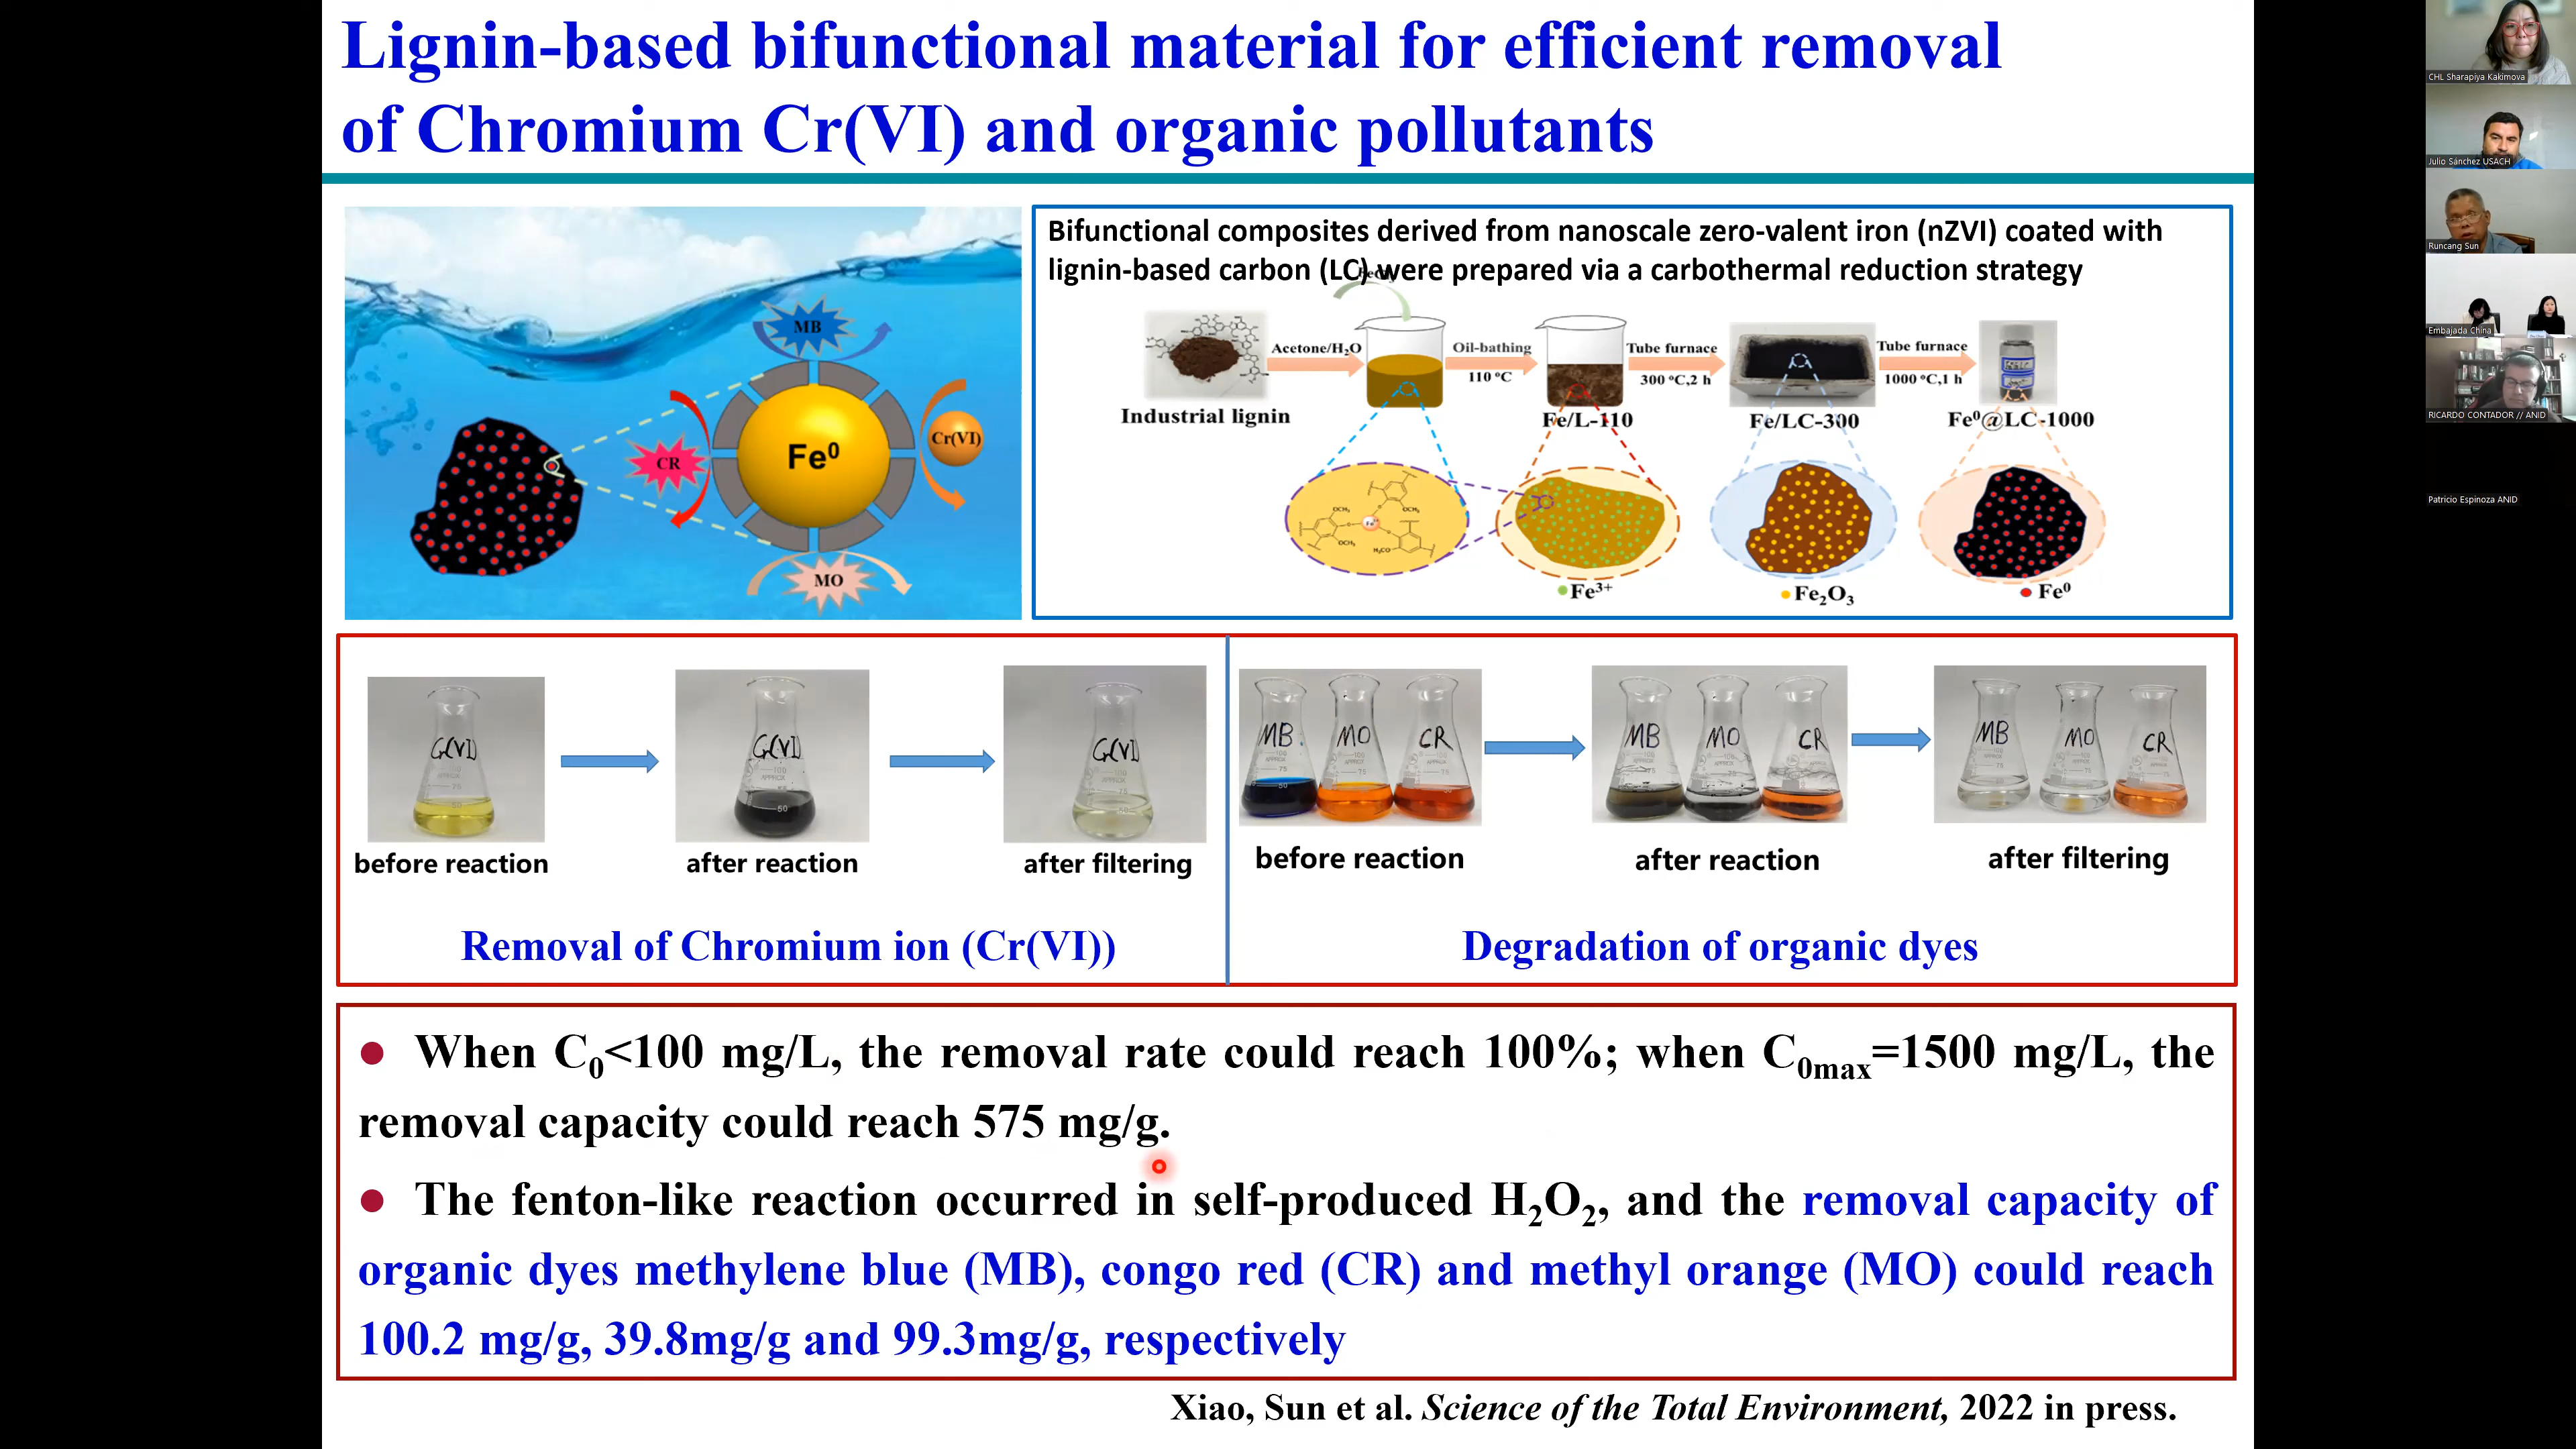 Lignin-based bifunctional material for efficient removal
of Chromium Cr(VI) and organic pollutants
MB
CR
Fe⁰
Cr(VI)
MO
Bifunctional composites derived from nanoscale zero-valent iron (nZVI) coated with
lignin-based carbon (LC) were prepared via a carbothermal reduction strategy
Acetone/H₂O
Oil-bathing
110 °C
Tube furnace
300 °C,2 h
Tube furnace
1000 °C,1 h
Industrial lignin
Fe/L-110
Fe/LC-300
Fe⁰@LC-1000
OCH₃
OCH₃
OCH₃
H₃CO
Fe³⁺
Fe₂O₃
Fe⁰
Cr(VI)
Cr(VI)
Cr(VI)
MB
MO
CR
MB
MO
CR
MB
MO
CR
before reaction
after reaction
after filtering
before reaction
after reaction
after filtering
Removal of Chromium ion (Cr(VI))
Degradation of organic dyes
● When C₀<100 mg/L, the removal rate could reach 100%; when C₀ₘₐₓ=1500 mg/L, the
removal capacity could reach 575 mg/g.
● The fenton-like reaction occurred in self-produced H₂O₂, and the removal capacity of
organic dyes methylene blue (MB), congo red (CR) and methyl orange (MO) could reach
100.2 mg/g, 39.8mg/g and 99.3mg/g, respectively
Xiao, Sun et al. Science of the Total Environment, 2022 in press.
CHL Sharapiya Kakimova
Julio Sánchez USACH
Runcang Sun
Embajada China
RICARDO CONTADOR // ANID
Patricio Espinoza ANID